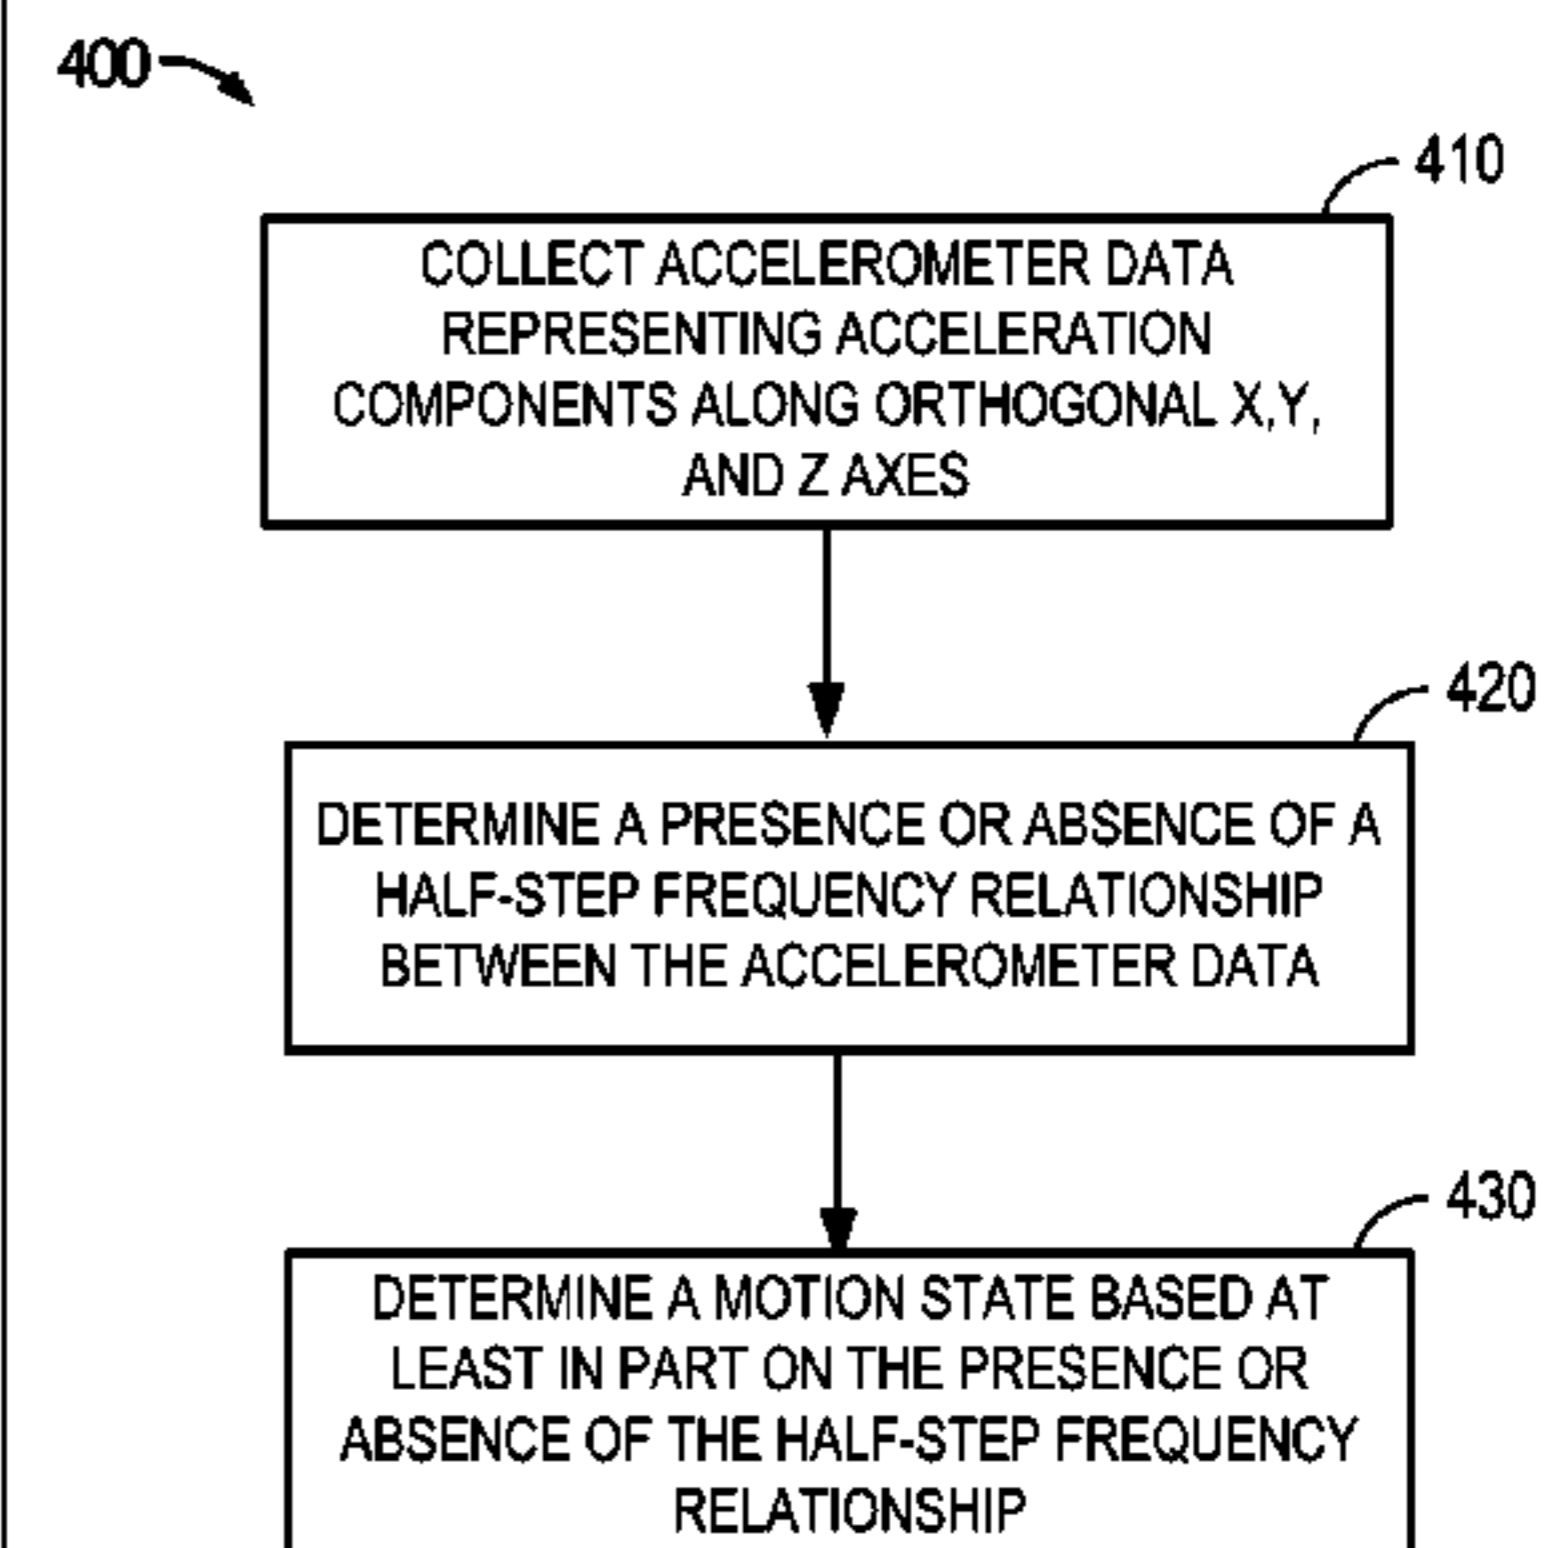 400
410
COLLECT ACCELEROMETER DATA
REPRESENTING ACCELERATION
COMPONENTS ALONG ORTHOGONAL X,Y,
AND Z AXES
420
DETERMINE A PRESENCE OR ABSENCE OF A
HALF-STEP FREQUENCY RELATIONSHIP
BETWEEN THE ACCELEROMETER DATA
430
DETERMINE A MOTION STATE BASED AT
LEAST IN PART ON THE PRESENCE OR
ABSENCE OF THE HALF-STEP FREQUENCY
RELATIONSHIP